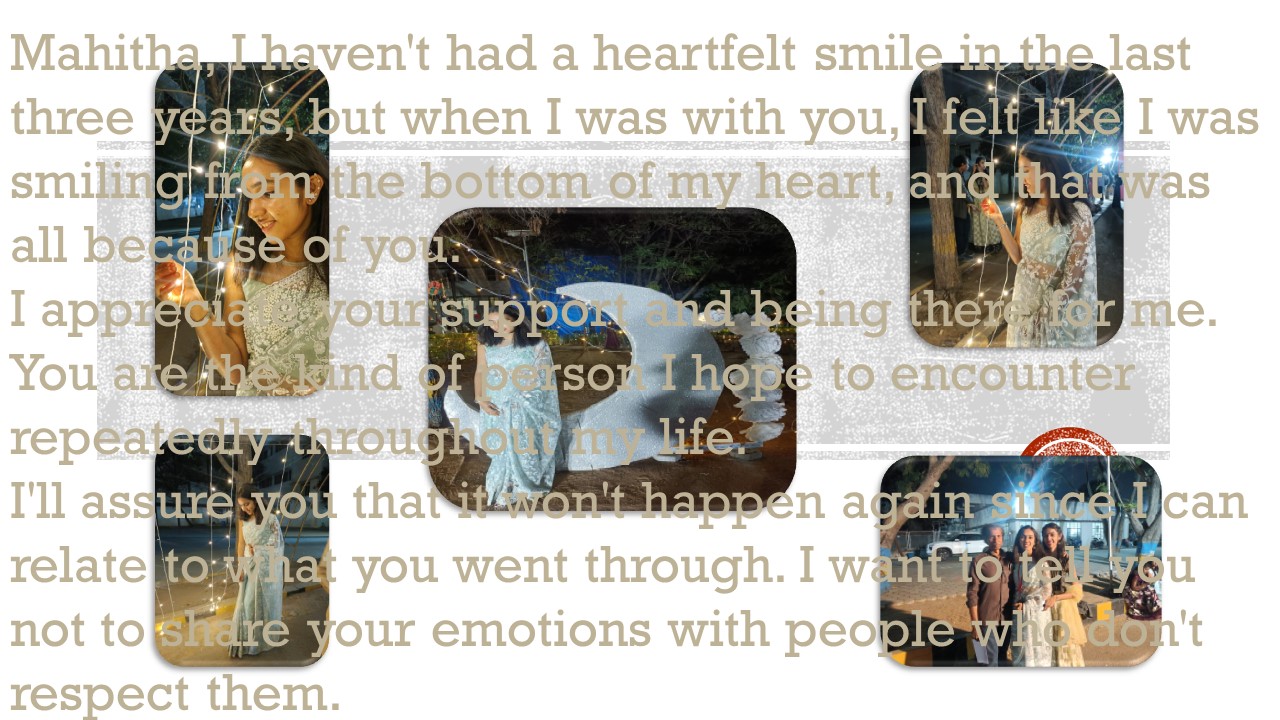 Mahitha, I haven't had a heartfelt smile in the last
three years, but when I was with you, I felt like I was
smiling from the bottom of my heart, and that was
all because of you.
I appreciate your support and being there for me.
You are the kind of person I hope to encounter
repeatedly throughout my life.
I'll assure you that it won't happen again since I can
relate to what you went through. I want to tell you
not to share your emotions with people who don't
respect them.